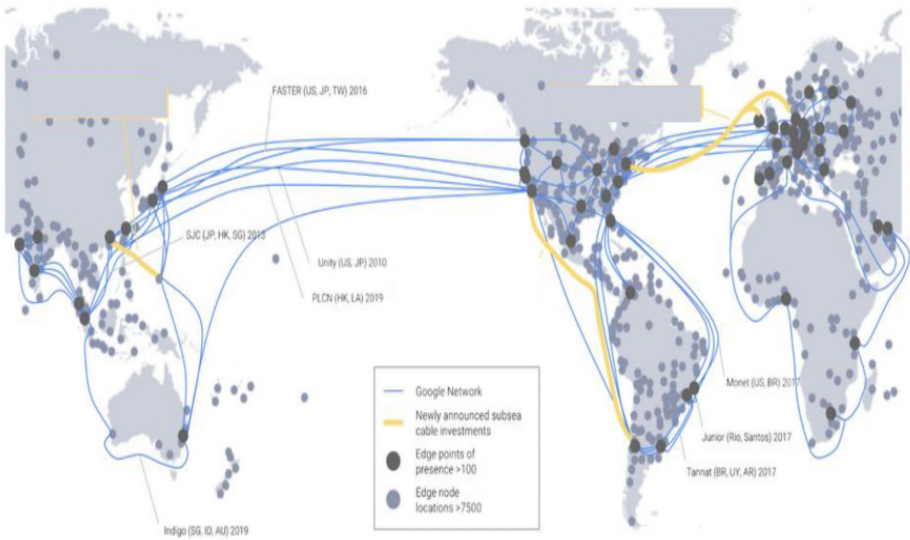 FASTER (US, JP, TW) 2016
SJC (JP, HK, SG) 2013
Unity (US, JP) 2010
PLCN (HK, LA) 2019
Monet (US, BR) 2017
Junior (Rio, Santos) 2017
Tannat (BR, UY, AR) 2017
Indigo (SG, ID, AU) 2019
Google Network
Newly announced subsea
cable investments
Edge points of
presence >100
Edge node
locations >7500